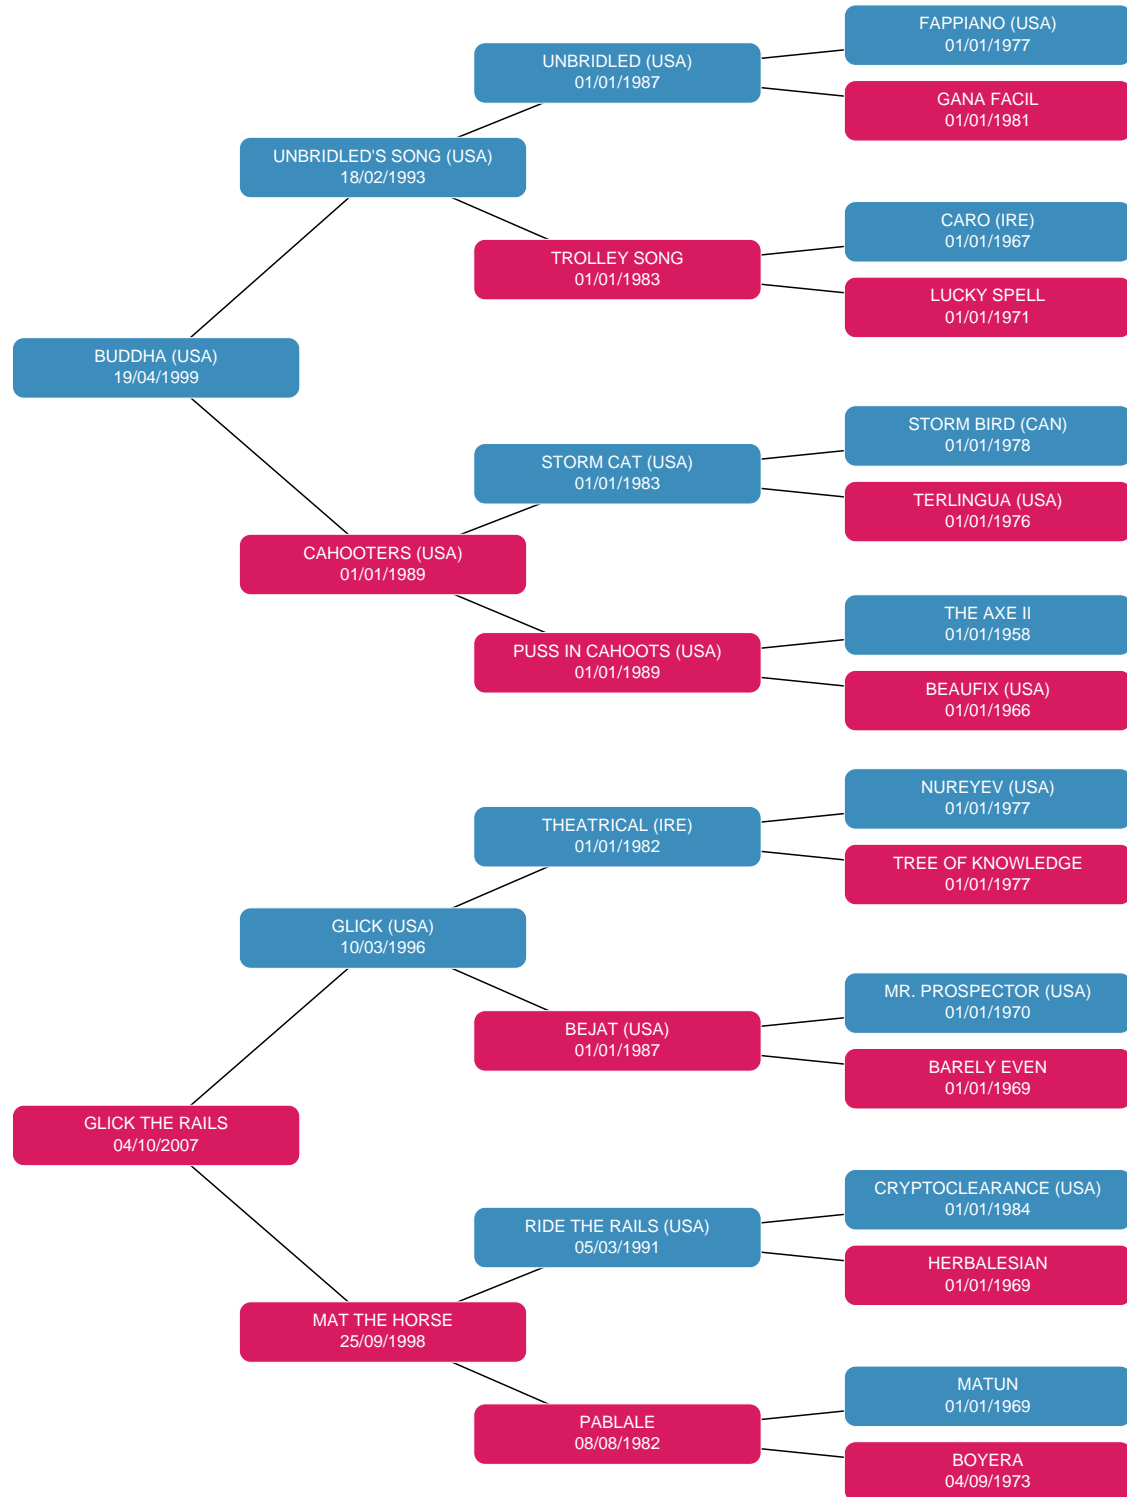 FAPPIANO (USA)
01/01/1977
UNBRIDLED (USA)
01/01/1987
GANA FACIL
01/01/1981
UNBRIDLED'S SONG (USA)
18/02/1993
CARO (IRE)
01/01/1967
TROLLEY SONG
01/01/1983
LUCKY SPELL
01/01/1971
BUDDHA (USA)
19/04/1999
STORM BIRD (CAN)
01/01/1978
STORM CAT (USA)
01/01/1983
TERLINGUA (USA)
01/01/1976
CAHOOTERS (USA)
01/01/1989
THE AXE II
01/01/1958
PUSS IN CAHOOTS (USA)
01/01/1989
BEAUFIX (USA)
01/01/1966
NUREYEV (USA)
01/01/1977
THEATRICAL (IRE)
01/01/1982
TREE OF KNOWLEDGE
01/01/1977
GLICK (USA)
10/03/1996
MR. PROSPECTOR (USA)
01/01/1970
BEJAT (USA)
01/01/1987
BARELY EVEN
01/01/1969
GLICK THE RAILS
04/10/2007
CRYPTOCLEARANCE (USA)
01/01/1984
RIDE THE RAILS (USA)
05/03/1991
HERBALESIAN
01/01/1969
MAT THE HORSE
25/09/1998
MATUN
01/01/1969
PABLALE
08/08/1982
BOYERA
04/09/1973